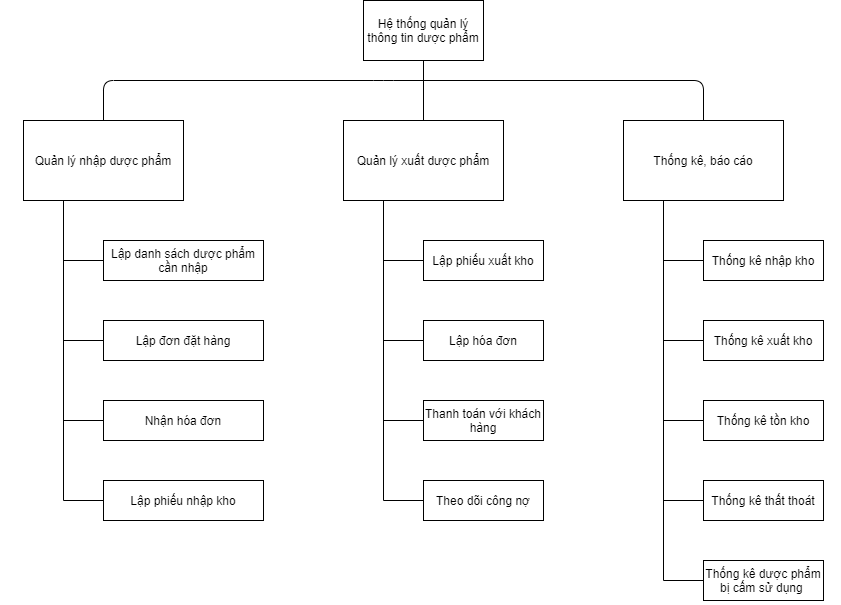 Hệ thống quản lý
thông tin dược phẩm
Quản lý nhập dược phẩm
Quản lý xuất dược phẩm
Thống kê, báo cáo
Lập danh sách dược phẩm
cần nhập
Lập phiếu xuất kho
Thống kê nhập kho
Lập đơn đặt hàng
Lập hóa đơn
Thống kê xuất kho
Nhận hóa đơn
Thanh toán với khách
hàng
Thống kê tồn kho
Lập phiếu nhập kho
Theo dõi công nợ
Thống kê thất thoát
Thống kê dược phẩm
bị cấm sử dụng